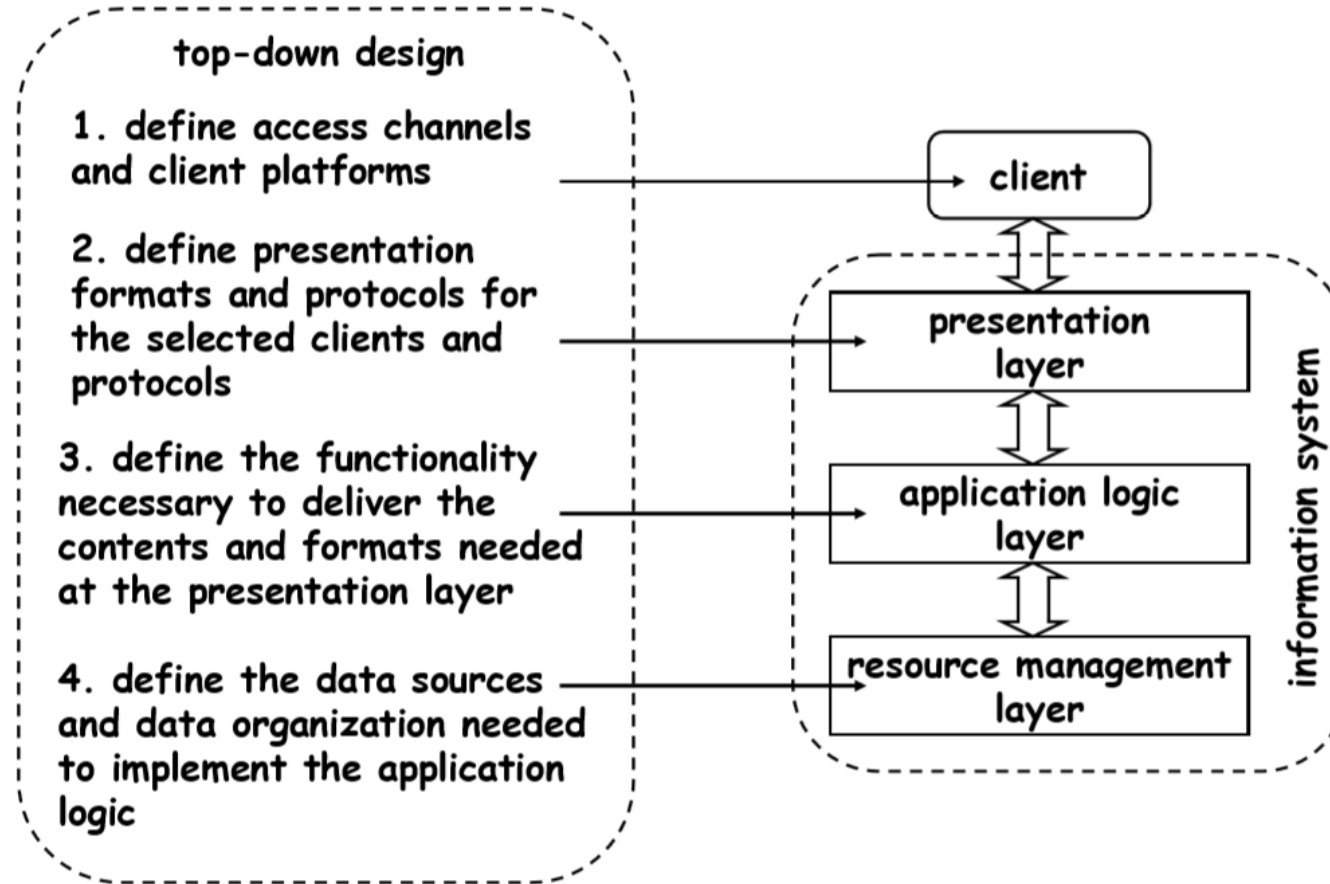 top-down design
1. define access channels
and client platforms
2. define presentation
formats and protocols for
the selected clients and
protocols
3. define the functionality
necessary to deliver the
contents and formats needed
at the presentation layer
4. define the data sources
and data organization needed
to implement the application
logic
client
presentation
layer
application logic
layer
resource management
layer
information system